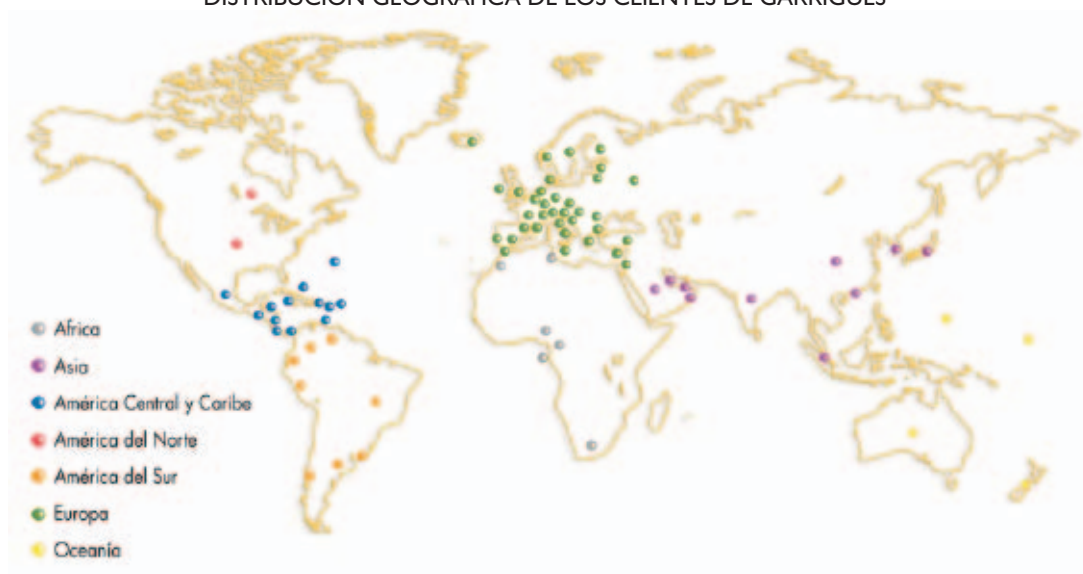 DISTRIBUCIÓN GEOGRÁFICA DE LOS CLIENTES DE GARRIGUES
Africa
Asia
América Central y Caribe
América del Norte
América del Sur
Europa
Oceanía